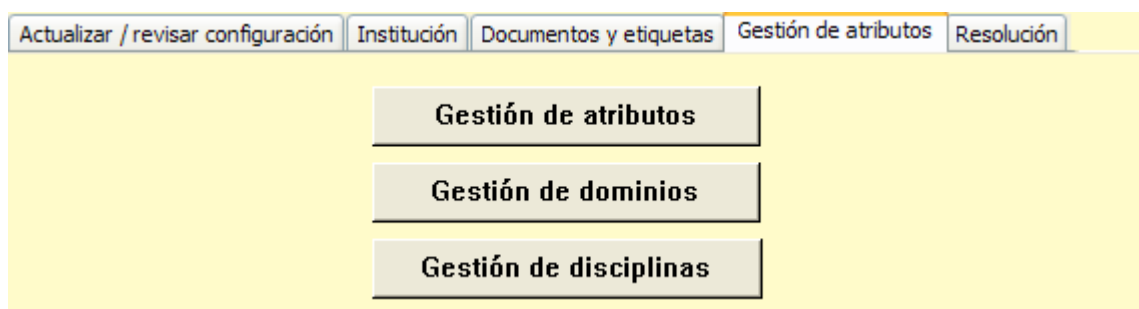 Actualizar / revisar configuración Institución Documentos y etiquetas Gestión de atributos Resolución
Gestión de atributos
Gestión de dominios
Gestión de disciplinas